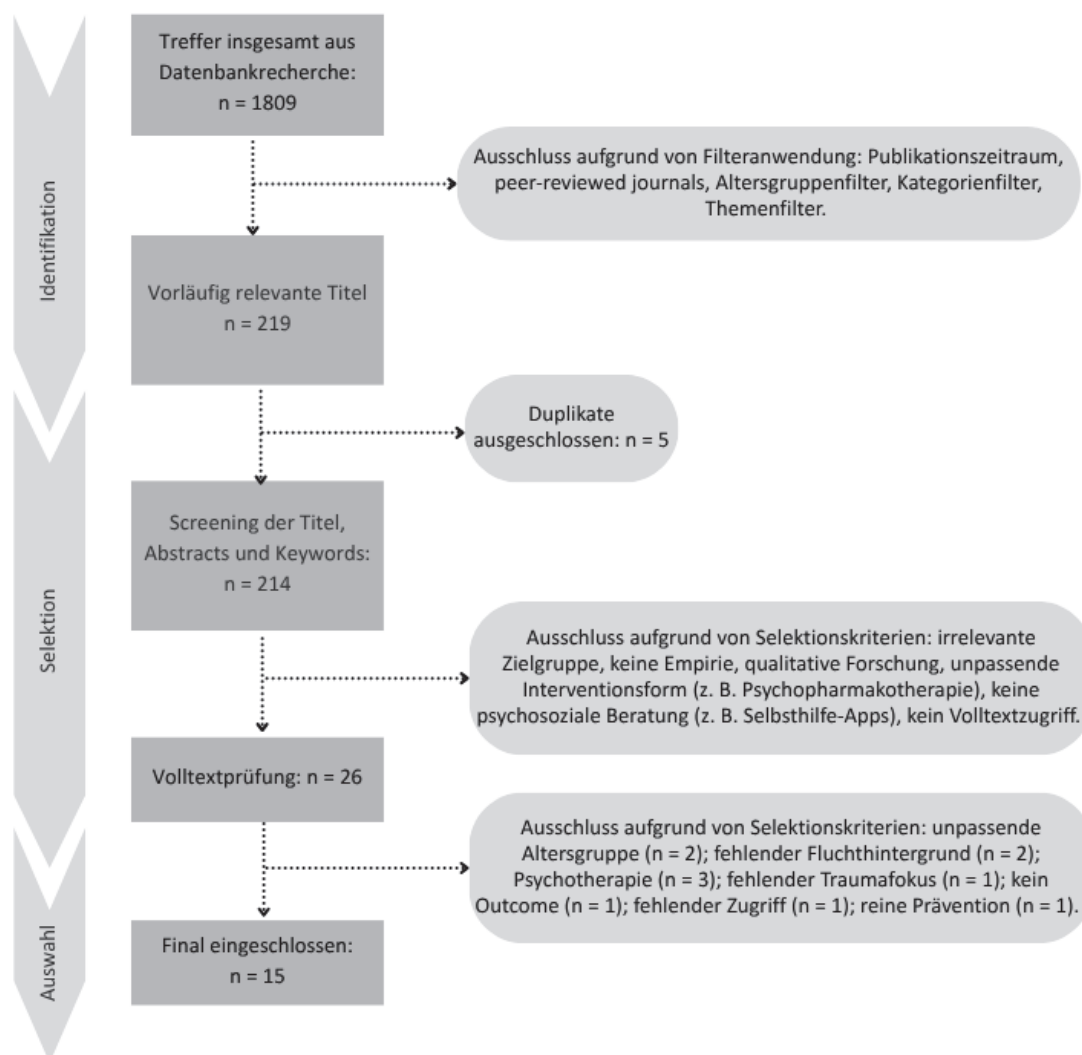 Treffer insgesamt aus
Datenbankrecherche:
n = 1809
Ausschluss aufgrund von Filteranwendung: Publikationszeitraum,
peer-reviewed journals, Altersgruppenfilter, Kategorienfilter,
Themenfilter.
Identifikation
Vorläufig relevante Titel
n = 219
Duplikate
ausgeschlossen: n = 5
Screening der Titel,
Abstracts und Keywords:
n = 214
Selektion
Ausschluss aufgrund von Selektionskriterien: irrelevante
Zielgruppe, keine Empirie, qualitative Forschung, unpassende
Interventionsform (z. B. Psychopharmakotherapie), keine
psychosoziale Beratung (z. B. Selbsthilfe-Apps), kein Volltextzugriff.
Volltextprüfung: n = 26
Ausschluss aufgrund von Selektionskriterien: unpassende
Altersgruppe (n = 2); fehlender Fluchthintergrund (n = 2);
Psychotherapie (n = 3); fehlender Traumafokus (n = 1); kein
Outcome (n = 1); fehlender Zugriff (n = 1); reine Prävention (n = 1).
Auswahl
Final eingeschlossen:
n = 15